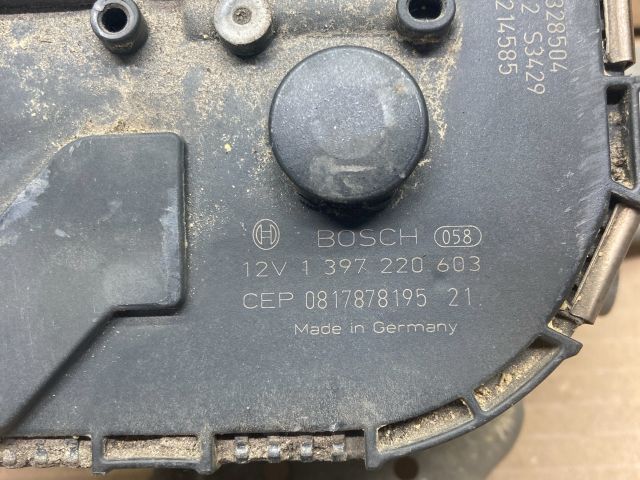 BOSCH 058
12V 1 397 220 603
CEP 0817878195 21
Made in Germany
328504
2 S3429
214585